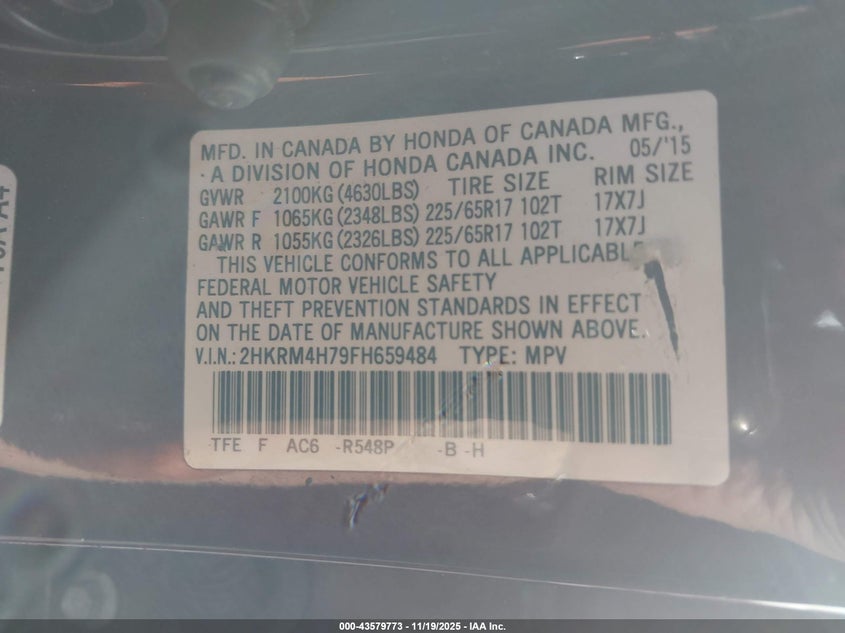 MFD. IN CANADA BY HONDA OF CANADA MFG.,
A DIVISION OF HONDA CANADA INC. 05/'15
GVWR 2100KG (4630LBS) TIRE SIZE RIM SIZE
GAWR F 1065KG (2348LBS) 225/65R17 102T 17X7J
GAWR R 1055KG (2326LBS) 225/65R17 102T 17X7J
THIS VEHICLE CONFORMS TO ALL APPLICABLE
FEDERAL MOTOR VEHICLE SAFETY
AND THEFT PREVENTION STANDARDS IN EFFECT
ON THE DATE OF MANUFACTURE SHOWN ABOVE.
V.I.N.: 2HKRM4H79FH659484 TYPE: MPV
TFE F AC6 -R548P -B -H
000-43579773 - 11/19/2025 - IAA Inc.